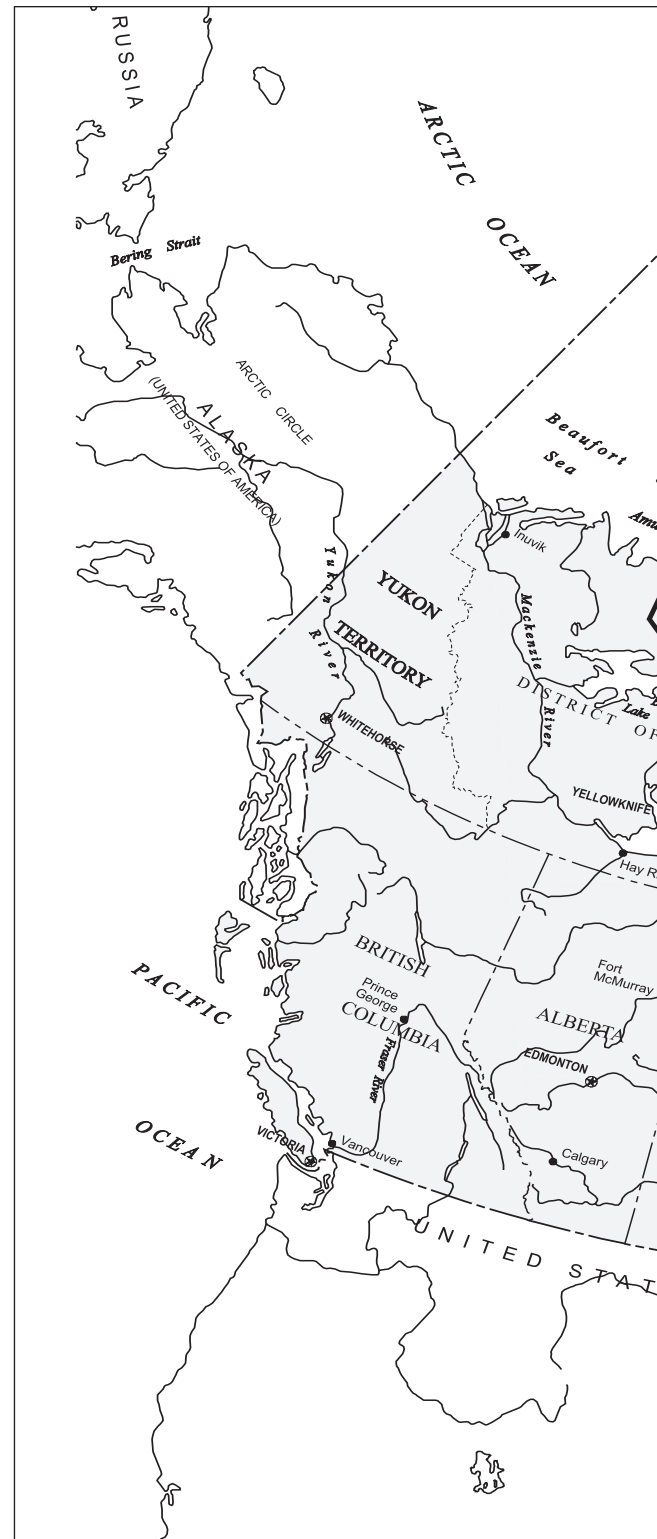 RUSSIA
ARCTIC
OCEAN
Bering Strait
ARCTIC CIRCLE
ALASKA
(UNITED STATES OF AMERICA)
Beaufort
Sea
Inuvik
Yukon
River
YUKON
TERRITORY
Mackenzie
River
DISTRICT OF
Lake
WHITEHORSE
YELLOWKNIFE
Hay R
BRITISH
COLUMBIA
Prince
George
Fort
McMurray
ALBERTA
EDMONTON
Fraser River
PACIFIC
OCEAN
VICTORIA
Vancouver
Calgary
UNITED STAT